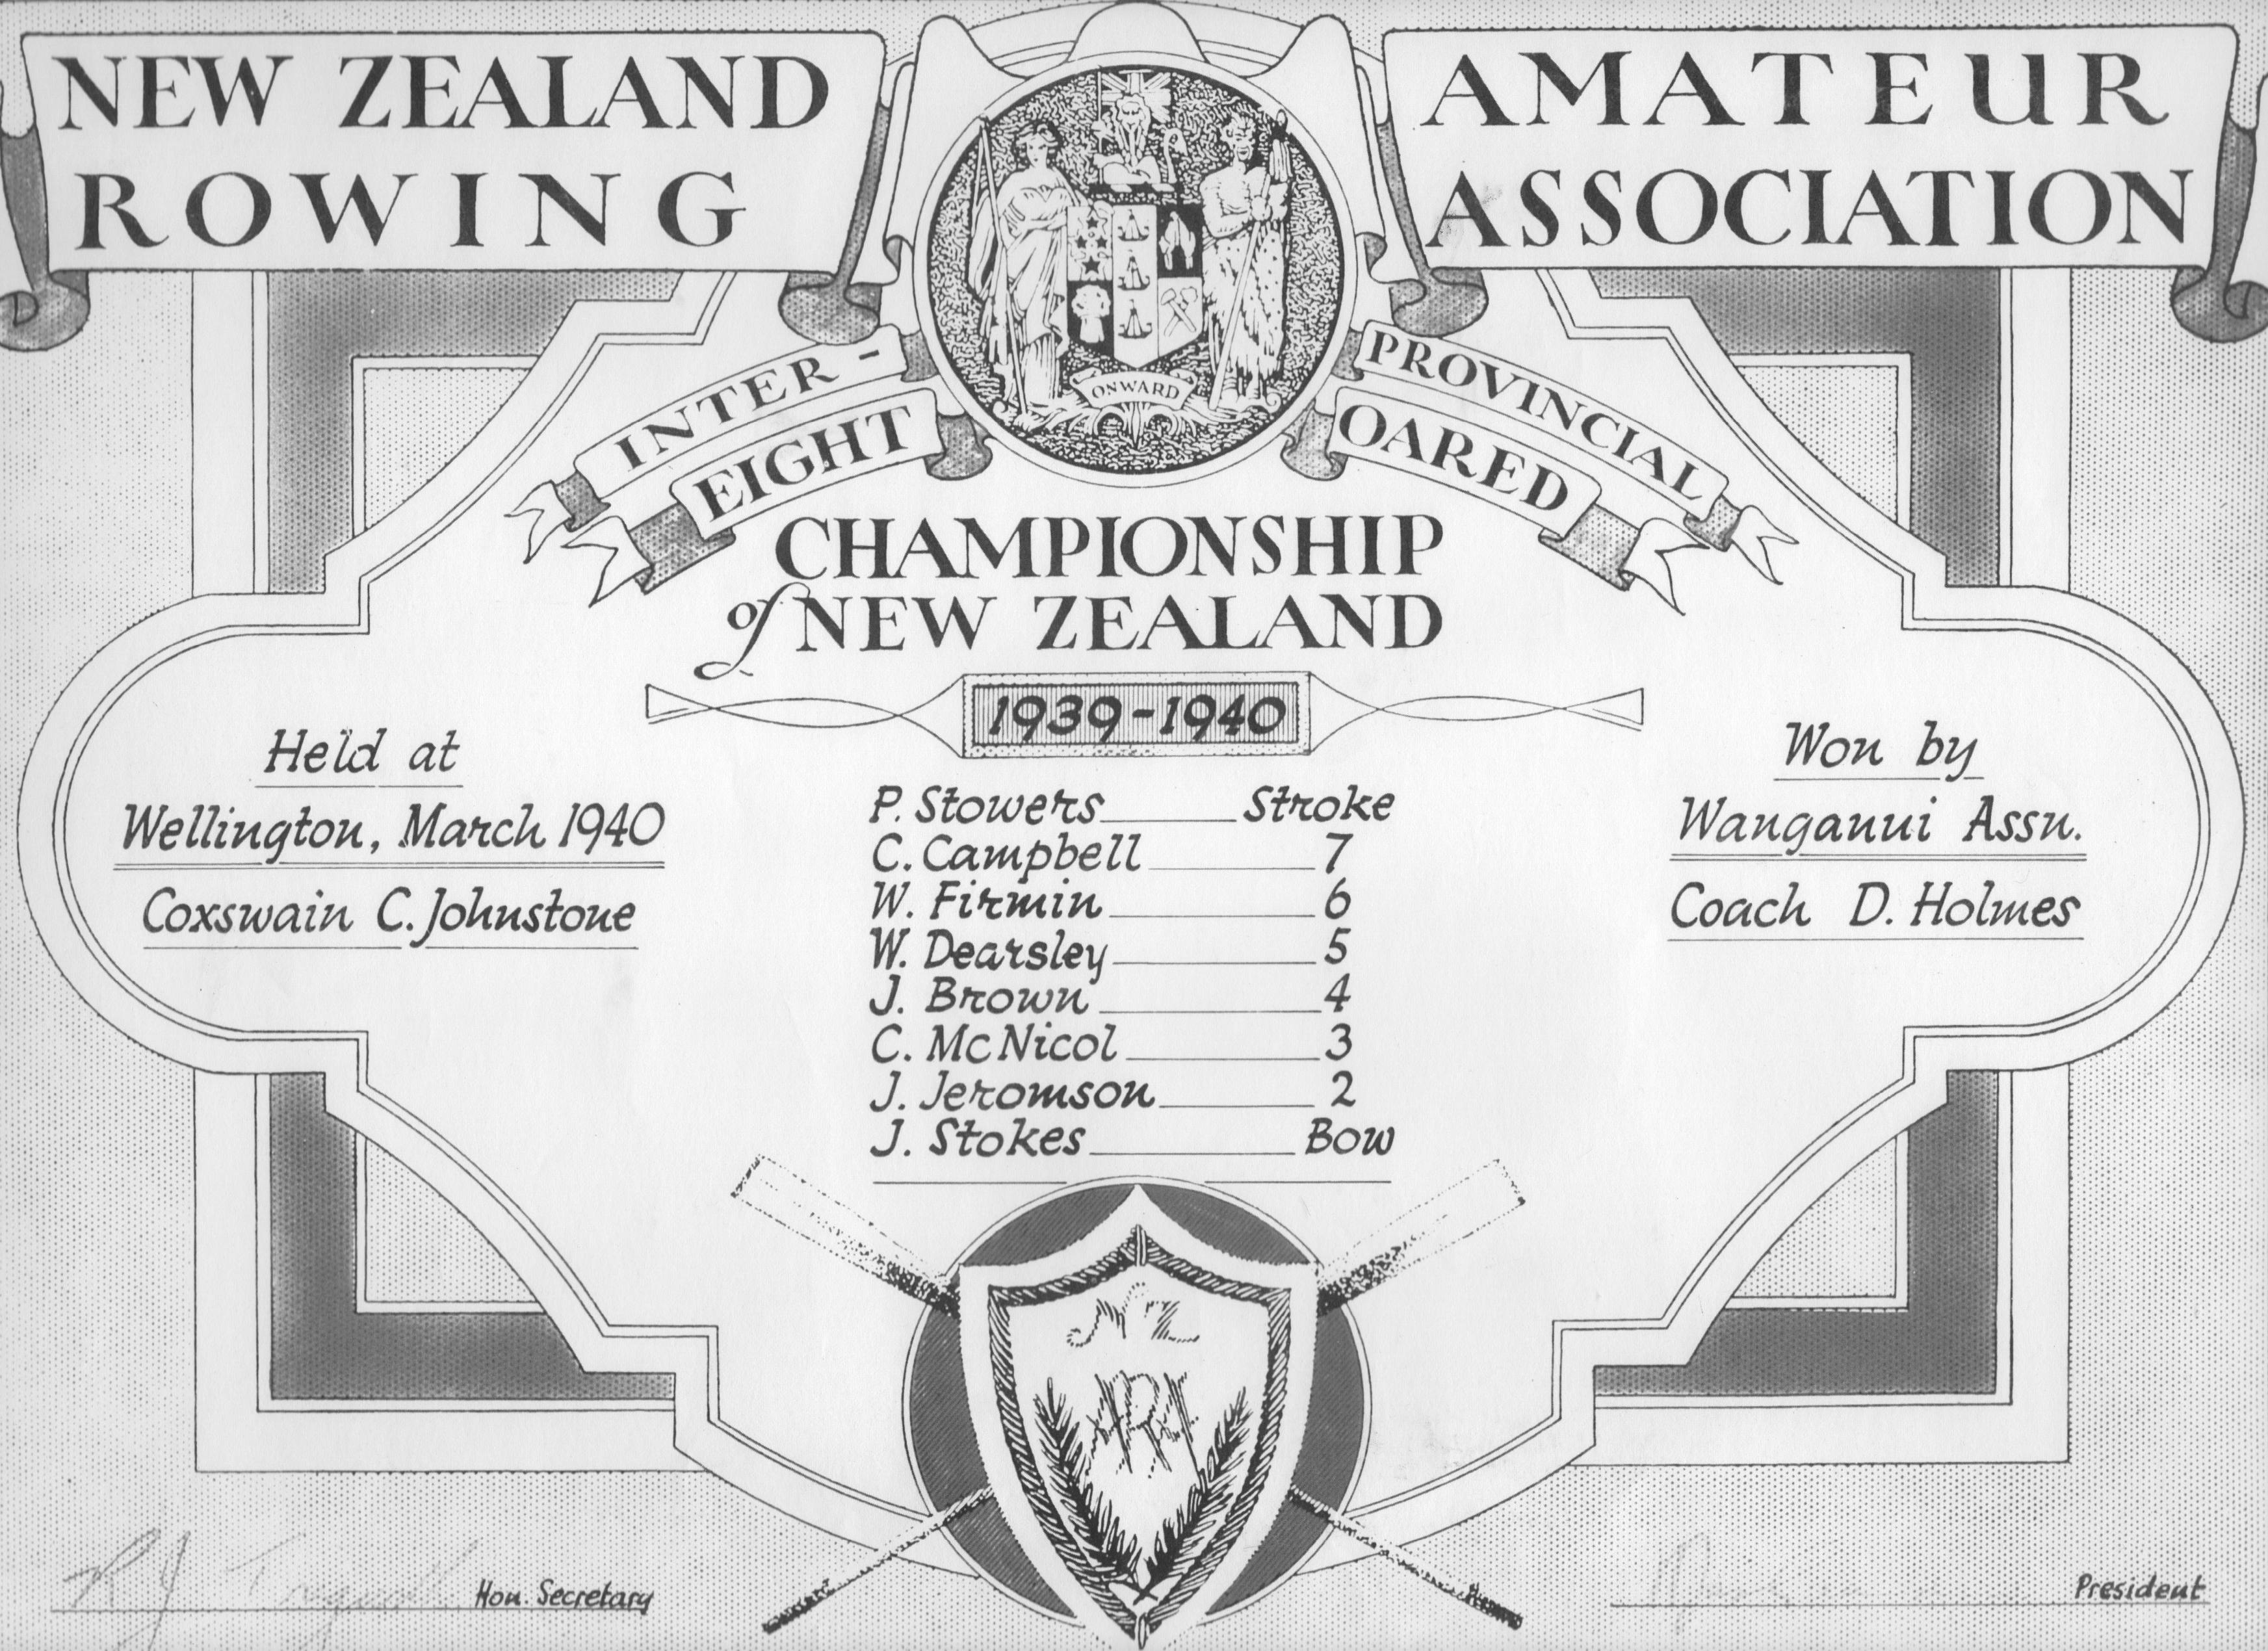 NEW ZEALAND
ROWING
AMATEUR
ASSOCIATION
ONWARD
INTER - PROVINCIAL
EIGHT OARED
CHAMPIONSHIP
of NEW ZEALAND
1939-1940
Held at
Wellington, March 1940
Coxswain C. Johnstone
P. Stowers Stroke
C. Campbell 7
W. Firmin 6
W. Dearsley 5
J. Brown 4
C. McNicol 3
J. Jeromson 2
J. Stokes Bow
Won by
Wanganui Assn.
Coach D. Holmes
NZ
R J
Hon. Secretary
President